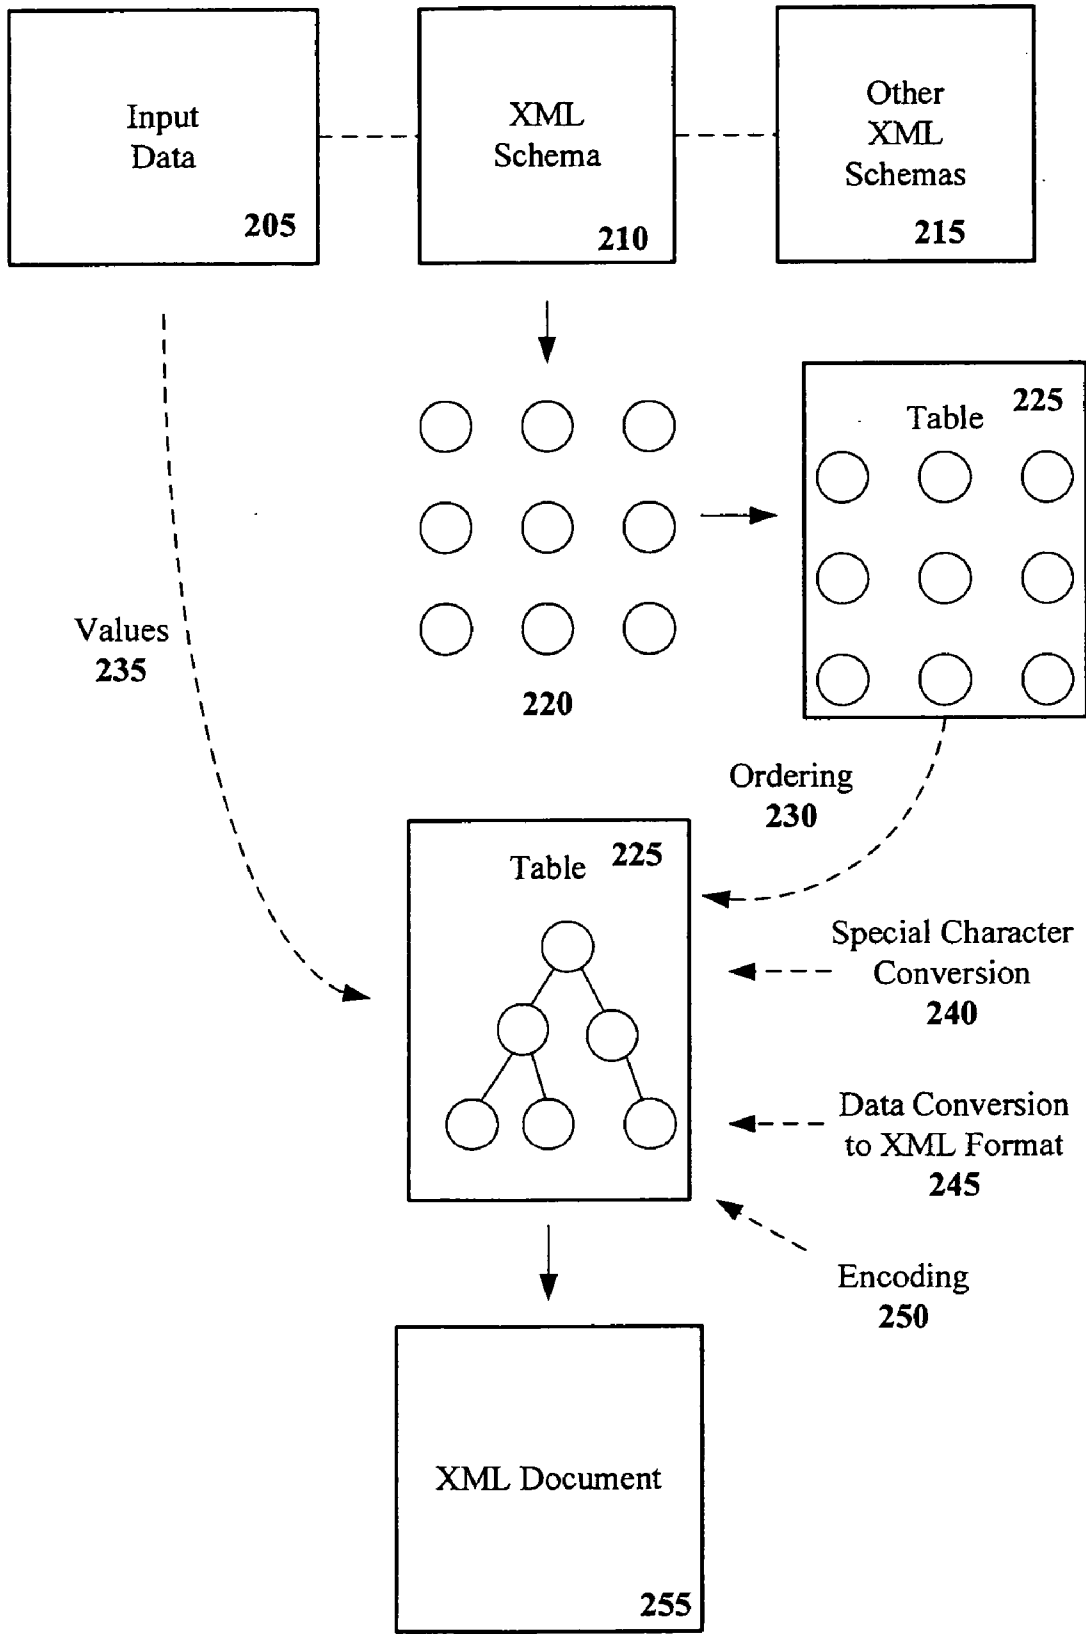 Input
Data
205
XML
Schema
210
Other
XML
Schemas
215
Table
225
220
Values
235
Ordering
230
Table
225
Special Character
Conversion
240
Data Conversion
to XML Format
245
Encoding
250
XML Document
255